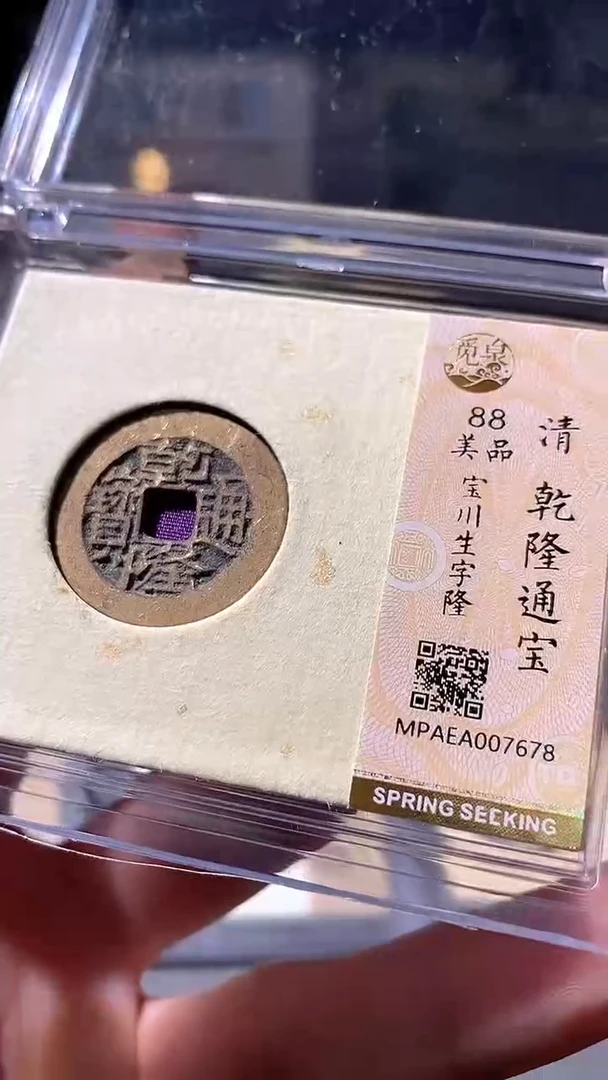 觅泉
清 乾隆通宝
88
美品
宝川生字隆
MPAEA007678
SPRING SEEKING
乾隆通寶